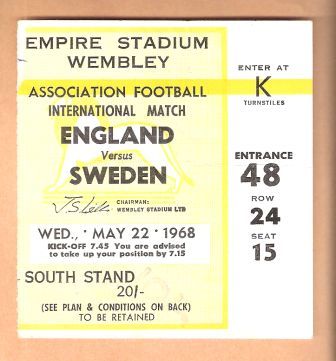 EMPIRE STADIUM
WEMBLEY
ASSOCIATION FOOTBALL
INTERNATIONAL MATCH
ENGLAND
Versus
SWEDEN
CHAIRMAN:
WEMBLEY STADIUM LTD
WED., MAY 22 • 1968
KICK-OFF 7.45 You are advised
to take up your position by 7.15
SOUTH STAND
20/-
(SEE PLAN & CONDITIONS ON BACK)
TO BE RETAINED
ENTER AT
K
TURNSTILES
ENTRANCE
48
ROW
24
SEAT
15